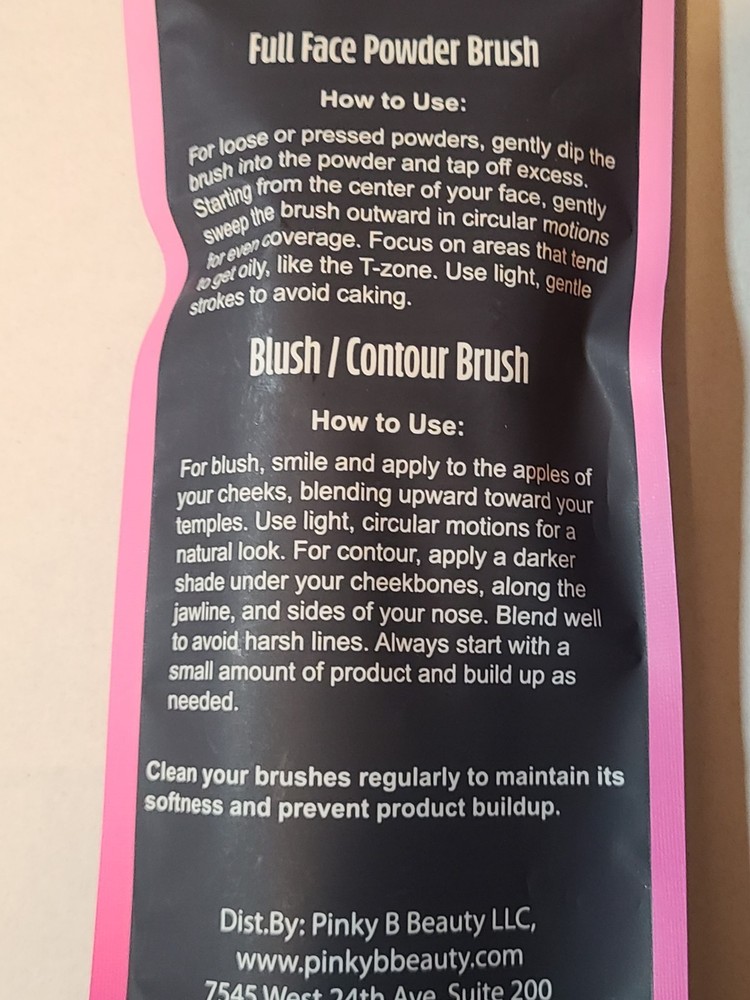 Full Face Powder Brush
How to Use:
For loose or pressed powders, gently dip the
brush into the powder and tap off excess.
Starting from the center of your face, gently
sweep the brush outward in circular motions
for even coverage. Focus on areas that tend
to get oily, like the T-zone. Use light, gentle
strokes to avoid caking.
Blush / Contour Brush
How to Use:
For blush, smile and apply to the apples of
your cheeks, blending upward toward your
temples. Use light, circular motions for a
natural look. For contour, apply a darker
shade under your cheekbones, along the
jawline, and sides of your nose. Blend well
to avoid harsh lines. Always start with a
small amount of product and build up as
needed.
Clean your brushes regularly to maintain its
softness and prevent product buildup.
Dist.By: Pinky B Beauty LLC,
www.pinkybbeauty.com
7545 West 24th Ave, Suite 200